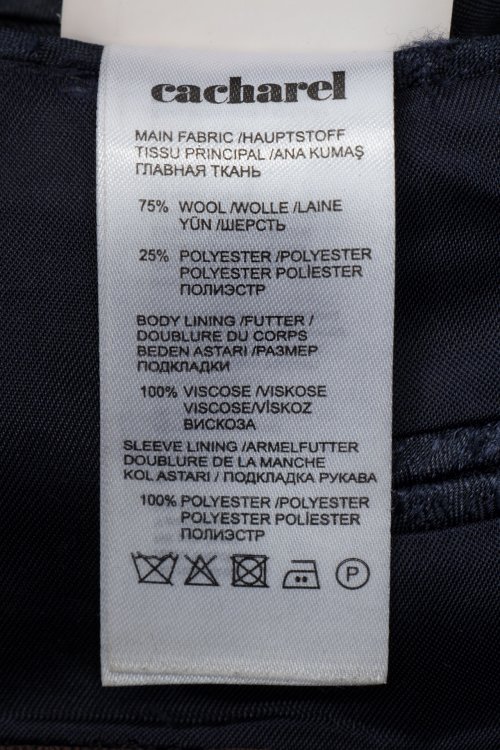 cacharel
MAIN FABRIC /HAUPTSTOFF
TISSU PRINCIPAL /ANA KUMAŞ
ГЛАВНАЯ ТКАНЬ
75% WOOL /WOLLE /LAINE
YÜN /ШЕРСТЬ
25% POLYESTER /POLYESTER
POLYESTER POLİESTER
ПОЛИЭСТР
BODY LINING /FUTTER /
DOUBLURE DU CORPS
BEDEN ASTARI /РАЗМЕР
ПОДКЛАДКИ
100% VISCOSE /VISKOSE
VISCOSE/VİSKOZ
ВИСКОЗА
SLEEVE LINING /ARMELFUTTER
DOUBLURE DE LA MANCHE
KOL ASTARI / ПОДКЛАДКА РУКАВА
100% POLYESTER /POLYESTER
POLYESTER POLİESTER
ПОЛИЭСТР
P